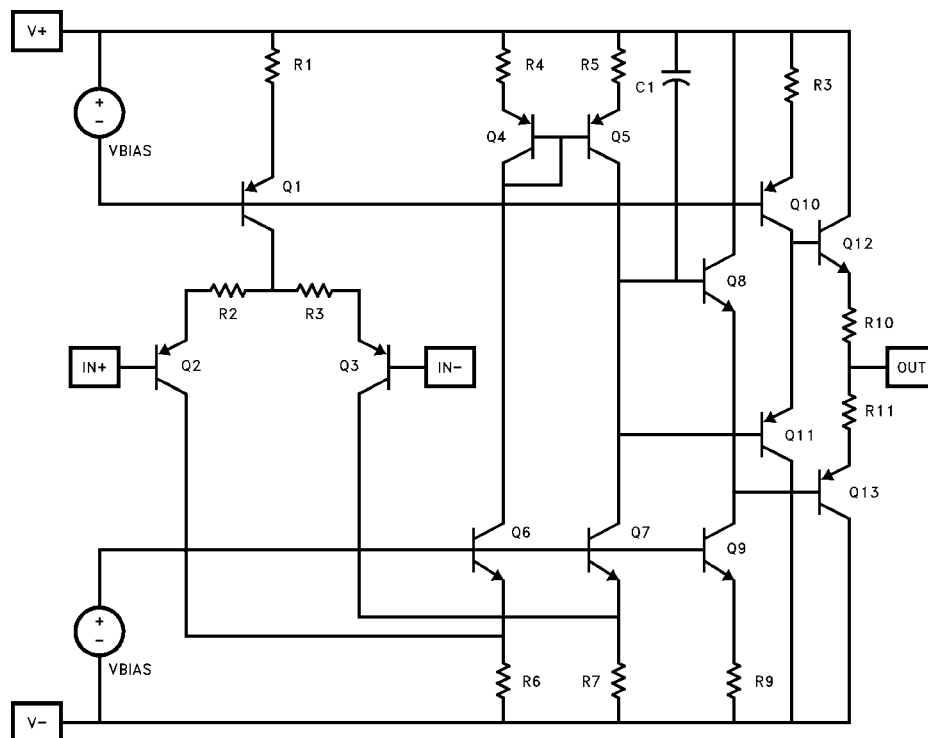 V+
R1
R4
R5
C1
R3
+
−
VBIAS
Q4
Q5
Q1
Q10
Q12
Q8
R2
R3
R10
IN+
Q2
Q3
IN-
OUT
R11
Q11
Q13
Q6
Q7
Q9
+
−
VBIAS
R6
R7
R9
V-